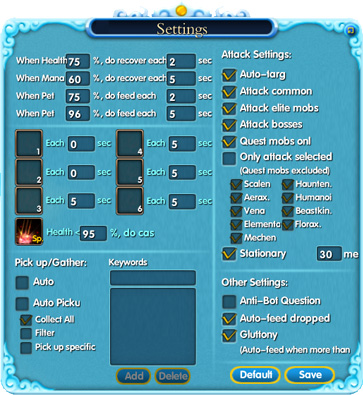 Settings
When Health 75 %, do recover each 2 sec
When Mana 60 %, do recover each 5 sec
When Pet 75 %, do feed each 2 sec
When Pet 96 %, do feed each 5 sec
1 Each 0 sec 4 Each 5 sec
2 Each 0 sec 5 Each 5 sec
3 Each 5 sec 6 Each 5 sec
Sp Health < 95 %, do cas
Pick up/Gather:
Keywords
Auto
Auto Picku
Collect All
Filter
Pick up specific
Add Delete
Attack Settings:
Auto-targ
Attack common
Attack elite mobs
Attack bosses
Quest mobs onl
Only attack selected
(Quest mobs excluded)
Scalen Haunten.
Aerax. Humanoi
Vena Beastkin.
Elementa Florax.
Mechen
Stationary 30 me
Other Settings:
Anti-Bot Question
Auto-feed dropped
Gluttony
(Auto-feed when more than
Default Save